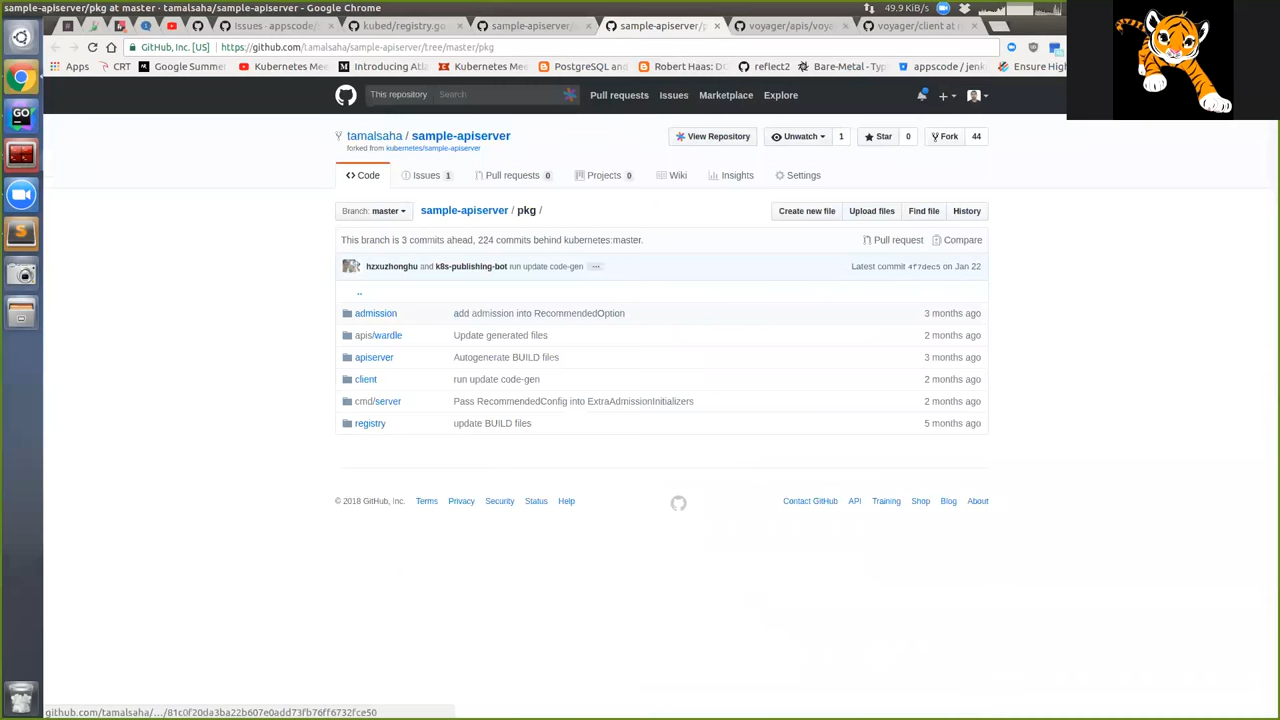 sample-apiserver/pkg at master · tamalsaha/sample-apiserver - Google Chrome
49.9 KiB/s
Issues · appscode/v
kubed/registry.go
sample-apiserver/
sample-apiserver/p
voyager/apis/voya
voyager/client at
GitHub, Inc. [US]
https://github.com/tamalsaha/sample-apiserver/tree/master/pkg
Apps
CRT
Google Summer
Kubernetes Mee
Introducing Atla
Kubernetes Mee
PostgreSQL and
Robert Haas: DO
reflect2
Bare-Metal - Typ
appscode / jenk
Ensure High
This repository
Search
Pull requests
Issues
Marketplace
Explore
tamalsaha / sample-apiserver
View Repository
Unwatch
1
Star
0
Fork
44
forked from kubernetes/sample-apiserver
Code
Issues 1
Pull requests 0
Projects 0
Wiki
Insights
Settings
Branch: master
sample-apiserver / pkg /
Create new file
Upload files
Find file
History
This branch is 3 commits ahead, 224 commits behind kubernetes:master.
Pull request
Compare
hzxuzhonghu and k8s-publishing-bot run update code-gen
Latest commit 4f7dec5 on Jan 22
..
admission
add admission into RecommendedOption
3 months ago
apis/wardle
Update generated files
2 months ago
apiserver
Autogenerate BUILD files
3 months ago
client
run update code-gen
2 months ago
cmd/server
Pass RecommendedConfig into ExtraAdmissionInitializers
2 months ago
registry
update BUILD files
5 months ago
© 2018 GitHub, Inc.
Terms
Privacy
Security
Status
Help
Contact GitHub
API
Training
Shop
Blog
About
github.com/tamalsaha/.../81c0f20da3ba22b607e0add73fb76ff6732fce50